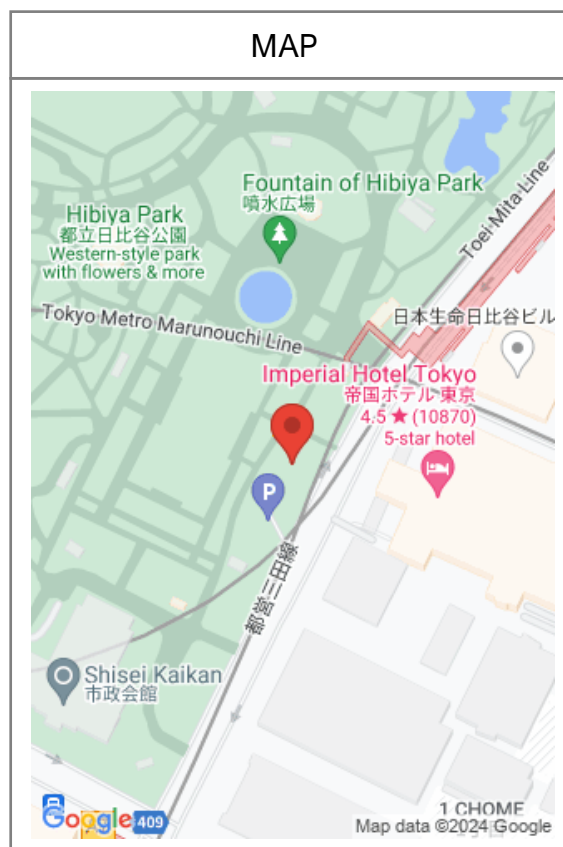 MAP
Fountain of Hibiya Park
噴水広場
Hibiya Park
都立日比谷公園
Western-style park
with flowers & more
Toei-Mita Line
Tokyo Metro Marunouchi Line
日本生命日比谷ビル
Imperial Hotel Tokyo
帝国ホテル 東京
4.5 ★ (10870)
5-star hotel
P
都営三田線
Shisei Kaikan
市政会館
Google
409
1 CHOME
Map data ©2024 Google